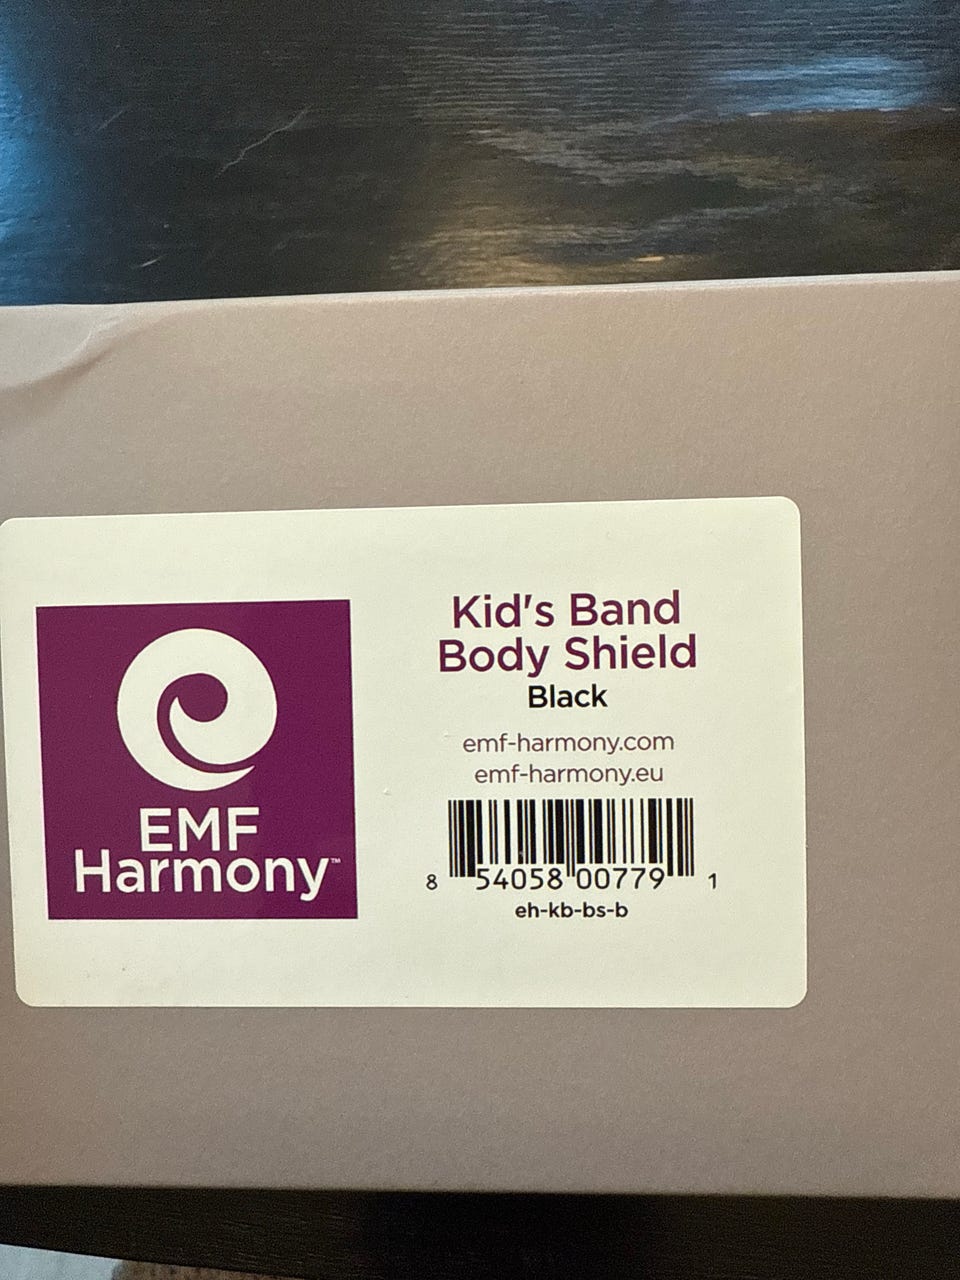 EMF
Harmony™
Kid's Band
Body Shield
Black
emf-harmony.com
emf-harmony.eu
8 54058 00779 1
eh-kb-bs-b